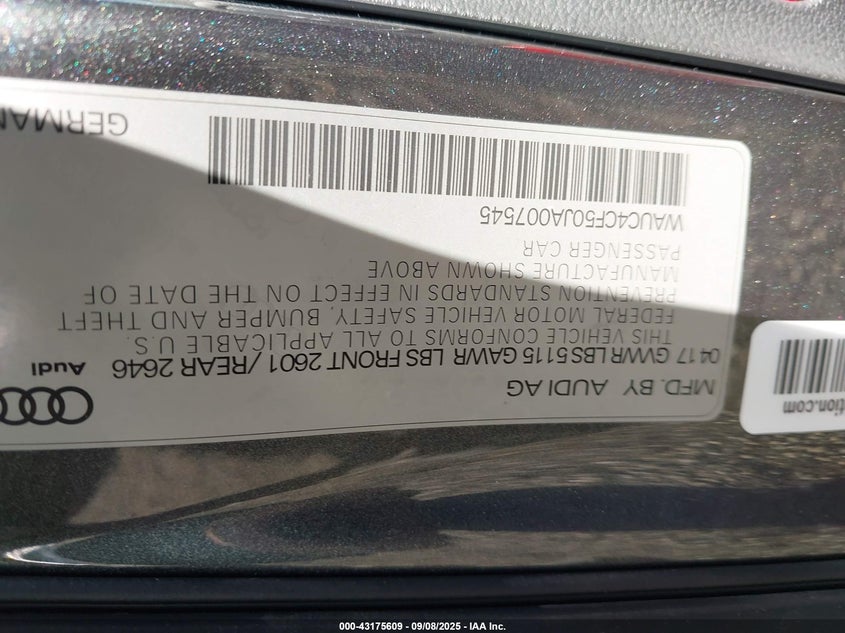 Audi
MFD. BY AUDI AG
04 17 GVWR LBS 5115 GAWR LBS FRONT 2601 / REAR 2646
THIS VEHICLE CONFORMS TO ALL APPLICABLE U.S.
FEDERAL MOTOR VEHICLE SAFETY, BUMPER AND THEFT
PREVENTION STANDARDS IN EFFECT ON THE DATE OF
MANUFACTURE SHOWN ABOVE
PASSENGER CAR
WAUC4CF50JA007545
GERMAN
tion.com
000-43175609 - 09/08/2025 - IAA Inc.